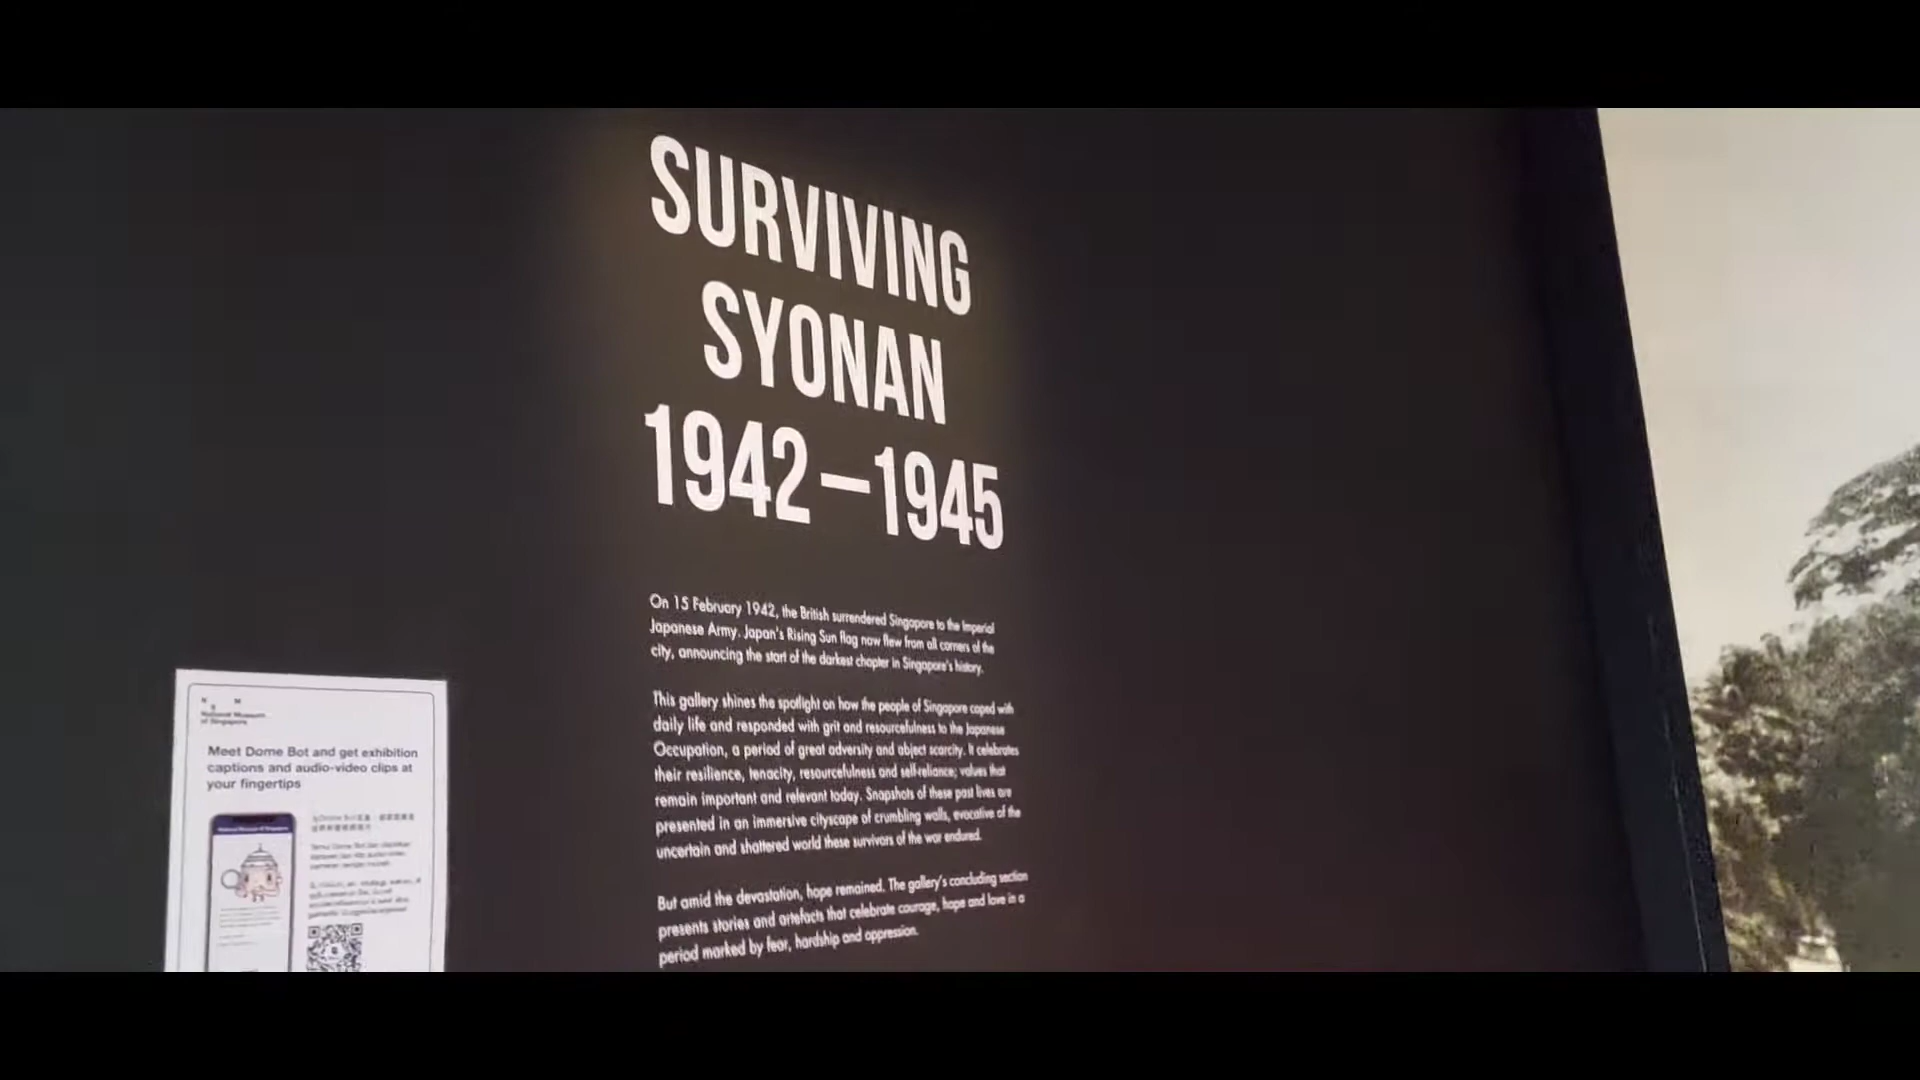 SURVIVING
SYONAN
1942–1945
On 15 February 1942, the British surrendered Singapore to the Imperial
Japanese Army. Japan's Rising Sun flag now flew from all corners of the
city, announcing the start of the darkest chapter in Singapore's history.
This gallery shines the spotlight on how the people of Singapore coped with
daily life and responded with grit and resourcefulness to the Japanese
Occupation, a period of great adversity and abject scarcity. It celebrates
their resilience, tenacity, resourcefulness and self-reliance; values that
remain important and relevant today. Snapshots of these past lives are
presented in an immersive cityscape of crumbling walls, evocative of the
uncertain and shattered world these survivors of the war endured.
But amid the devastation, hope remained. The gallery's concluding section
presents stories and artefacts that celebrate courage, hope and love in a
period marked by fear, hardship and oppression.
N M
S
National Museum
of Singapore
Meet Dome Bot and get exhibition
captions and audio-video clips at
your fingertips
National Museum of Singapore